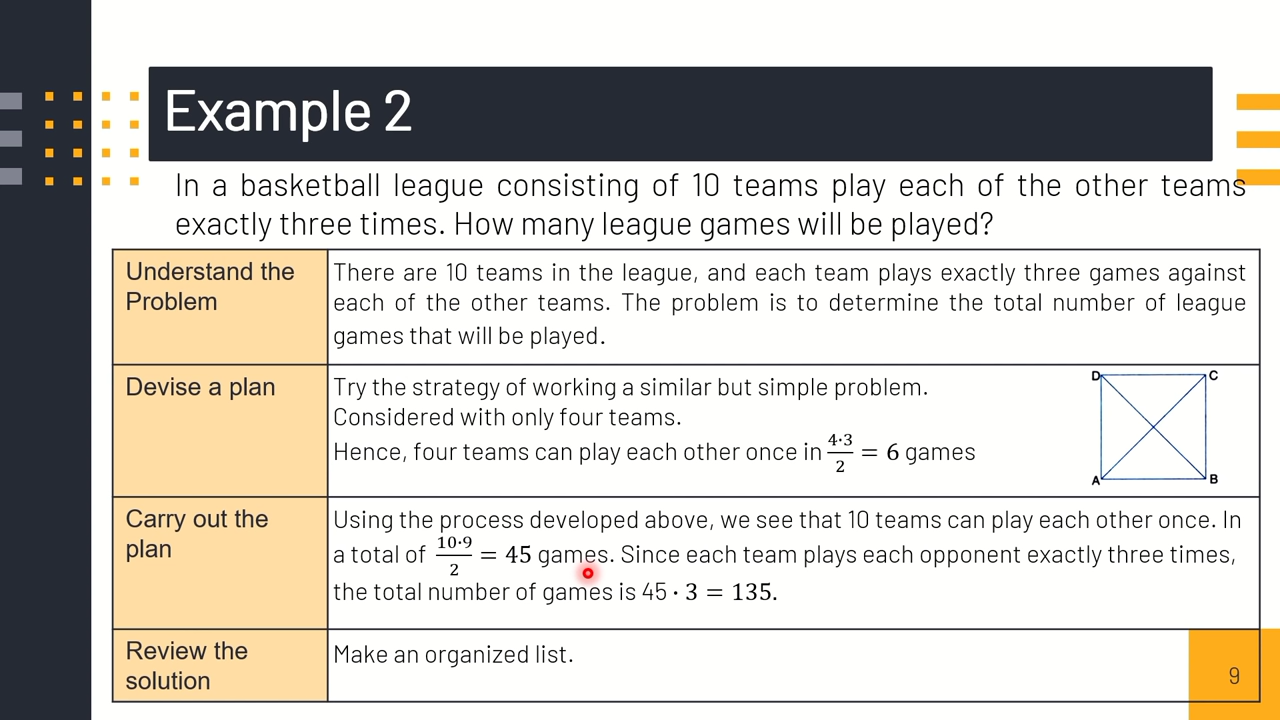 Example 2
In a basketball league consisting of 10 teams play each of the other teams
exactly three times. How many league games will be played?
Understand the
Problem
There are 10 teams in the league, and each team plays exactly three games against
each of the other teams. The problem is to determine the total number of league
games that will be played.
Devise a plan
Try the strategy of working a similar but simple problem.
Considered with only four teams.
Hence, four teams can play each other once in 4·3/2 = 6 games
D C
A B
Carry out the
plan
Using the process developed above, we see that 10 teams can play each other once. In
a total of 10·9/2 = 45 games. Since each team plays each opponent exactly three times,
the total number of games is 45 · 3 = 135.
Review the
solution
Make an organized list.
9